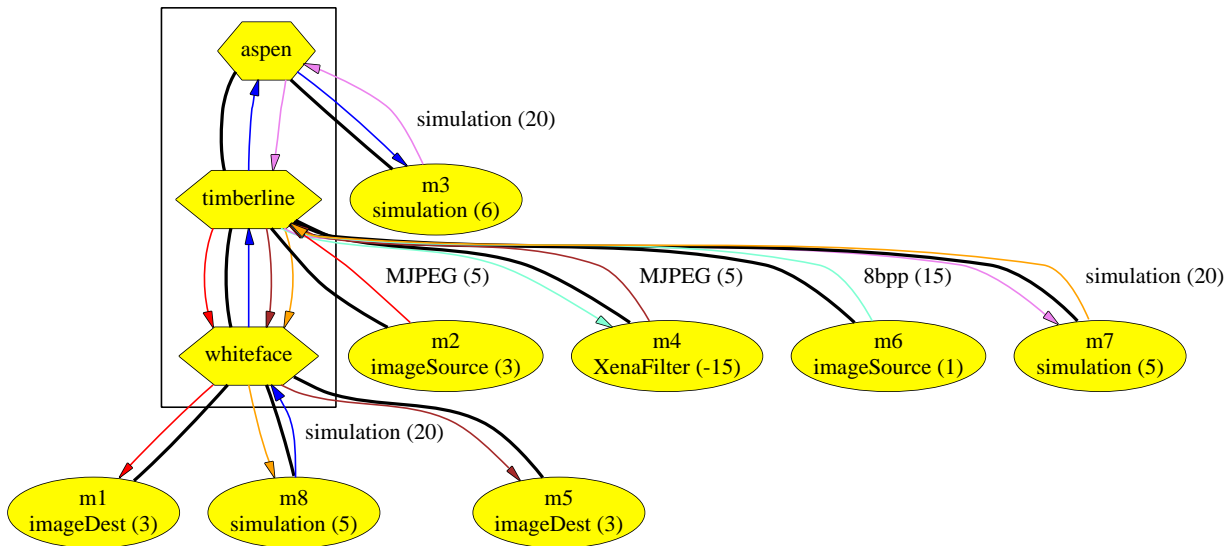 aspen
simulation (20)
timberline
m3
simulation (6)
MJPEG (5)
MJPEG (5)
8bpp (15)
simulation (20)
whiteface
m2
imageSource (3)
m4
XenaFilter (-15)
m6
imageSource (1)
m7
simulation (5)
simulation (20)
m1
imageDest (3)
m8
simulation (5)
m5
imageDest (3)